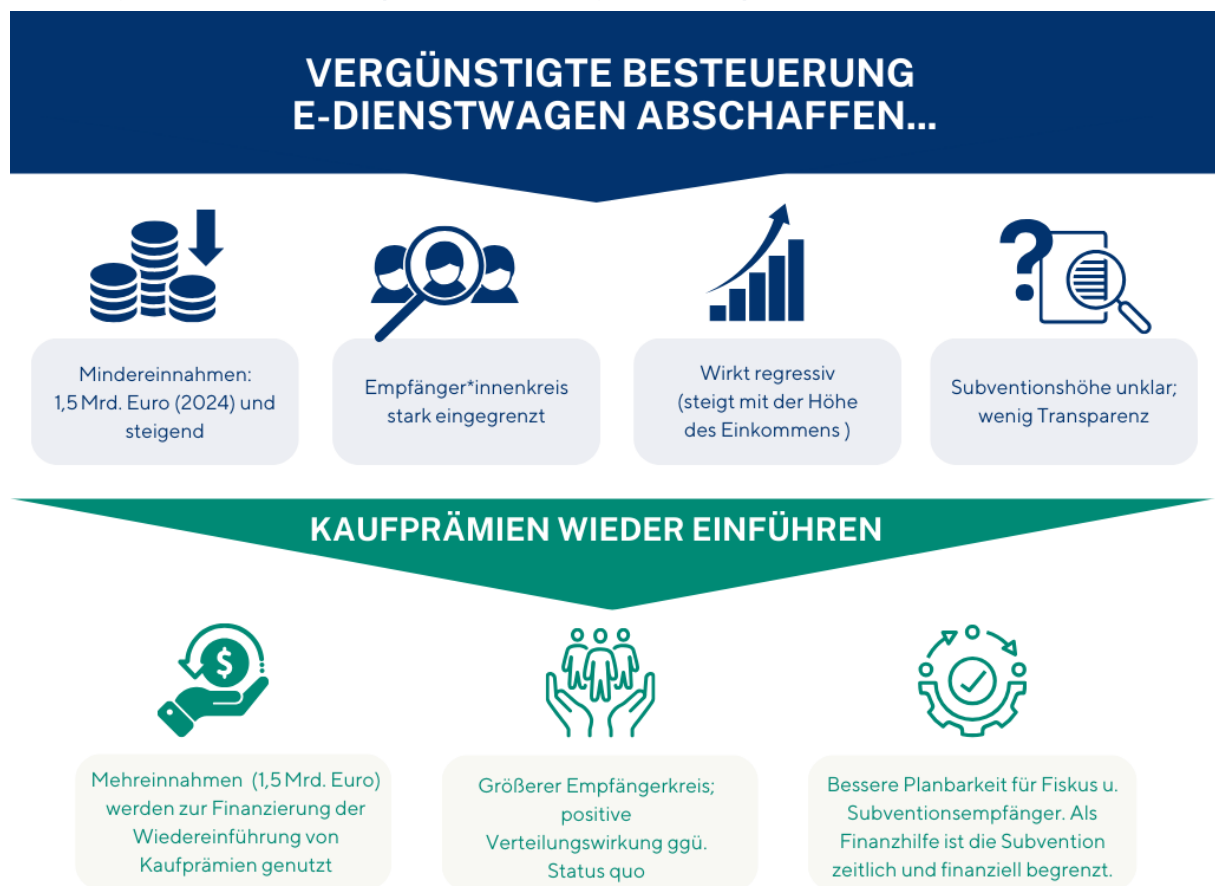 VERGÜNSTIGTE BESTEUERUNG
E-DIENSTWAGEN ABSCHAFFEN...
Mindereinnahmen:
1,5 Mrd. Euro (2024) und
steigend
Empfänger*innenkreis
stark eingegrenzt
Wirkt regressiv
(steigt mit der Höhe
des Einkommens )
?
Subventionshöhe unklar;
wenig Transparenz
KAUFPRÄMIEN WIEDER EINFÜHREN
$
Mehreinnahmen (1,5 Mrd. Euro)
werden zur Finanzierung der
Wiedereinführung von
Kaufprämien genutzt
Größerer Empfängerkreis;
positive
Verteilungswirkung ggü.
Status quo
Bessere Planbarkeit für Fiskus u.
Subventionsempfänger. Als
Finanzhilfe ist die Subvention
zeitlich und finanziell begrenzt.